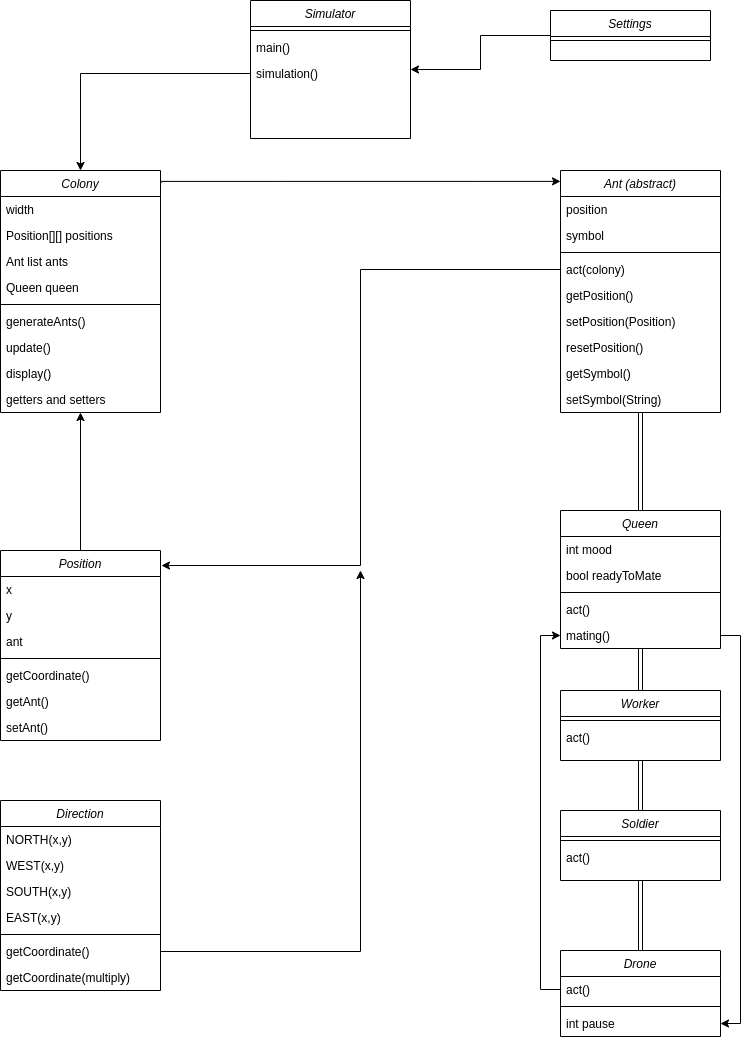 Simulator
main()
simulation()
Settings
Colony
width
Position[][] positions
Ant list ants
Queen queen
generateAnts()
update()
display()
getters and setters
Ant (abstract)
position
symbol
act(colony)
getPosition()
setPosition(Position)
resetPosition()
getSymbol()
setSymbol(String)
Position
x
y
ant
getCoordinate()
getAnt()
setAnt()
Queen
int mood
bool readyToMate
act()
mating()
Worker
act()
Direction
NORTH(x,y)
WEST(x,y)
SOUTH(x,y)
EAST(x,y)
getCoordinate()
getCoordinate(multiply)
Soldier
act()
Drone
act()
int pause